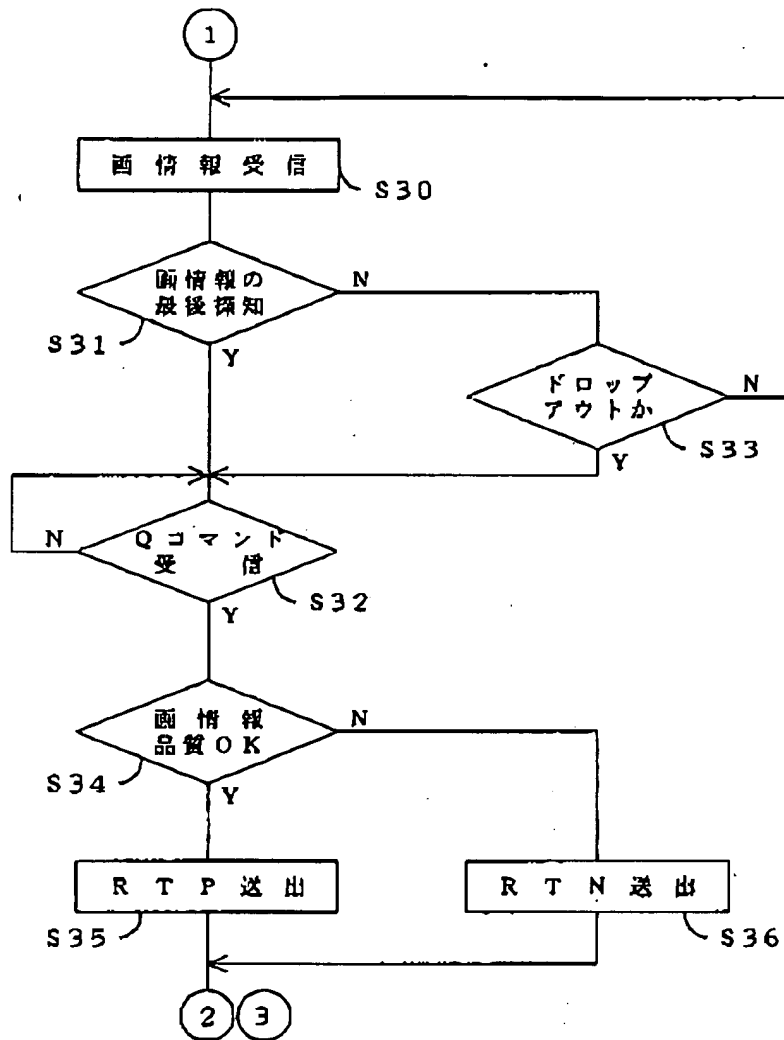 1
画情報受信
S30
画情報の
最後探知
N
S31
Y
ドロップ
アウトか
N
S33
Y
Qコマンド
受信
N
S32
Y
画情報
品質OK
N
S34
Y
RTP送出
S35
RTN送出
S36
2 3